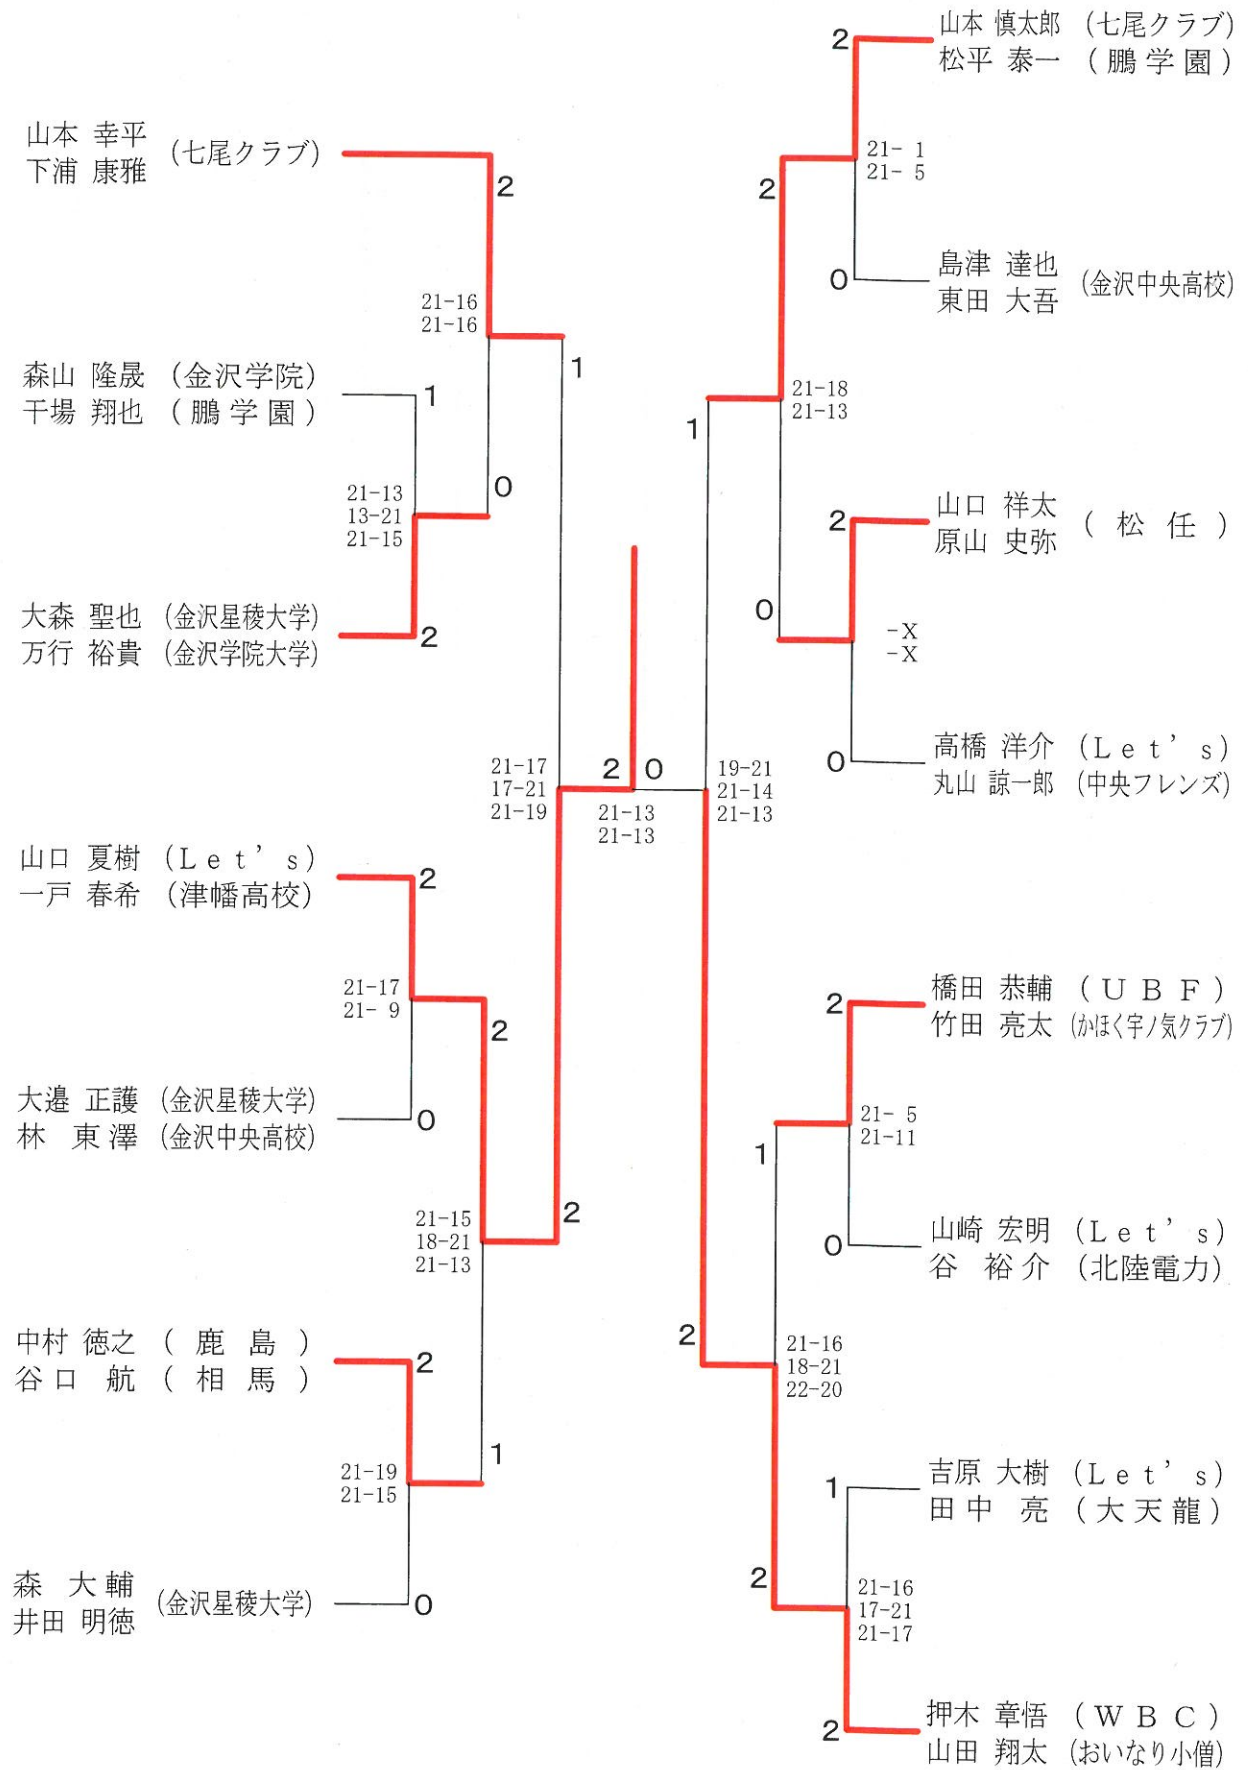 山本 幸平
下浦 康雅
(七尾クラブ)
2
21-16
21-16
森山 隆晟 (金沢学院)
干場 翔也 (鵬学園)
1
21-13
13-21
21-15
0
大森 聖也 (金沢星稜大学)
万行 裕貴 (金沢学院大学)
2
1
21-17
17-21
21-19
山口 夏樹 (Let's)
一戸 春希 (津幡高校)
2
21-17
21- 9
2
大邉 正護 (金沢星稜大学)
林 東澤 (金沢中央高校)
0
21-15
18-21
21-13
2
中村 徳之 (鹿島)
谷口 航 (相馬)
2
1
21-19
21-15
森 大輔
井田 明徳
(金沢星稜大学)
0
2 0
21-13
21-13
山本 慎太郎 (七尾クラブ)
松平 泰一 (鵬学園)
2
21- 1
21- 5
2
島津 達也
東田 大吾
(金沢中央高校)
0
21-18
21-13
1
山口 祥太
原山 史弥
(松任)
2
0
-X
-X
高橋 洋介 (Let's)
丸山 諒一郎 (中央フレンズ)
0
19-21
21-14
21-13
橋田 恭輔 (UBF)
竹田 亮太 (かほく宇ノ気クラブ)
2
21- 5
21-11
1
山崎 宏明 (Let's)
谷 裕介 (北陸電力)
0
2
21-16
18-21
22-20
吉原 大樹 (Let's)
田中 亮 (大天龍)
1
2
21-16
17-21
21-17
押木 章悟 (WBC)
山田 翔太 (おいなり小僧)
2